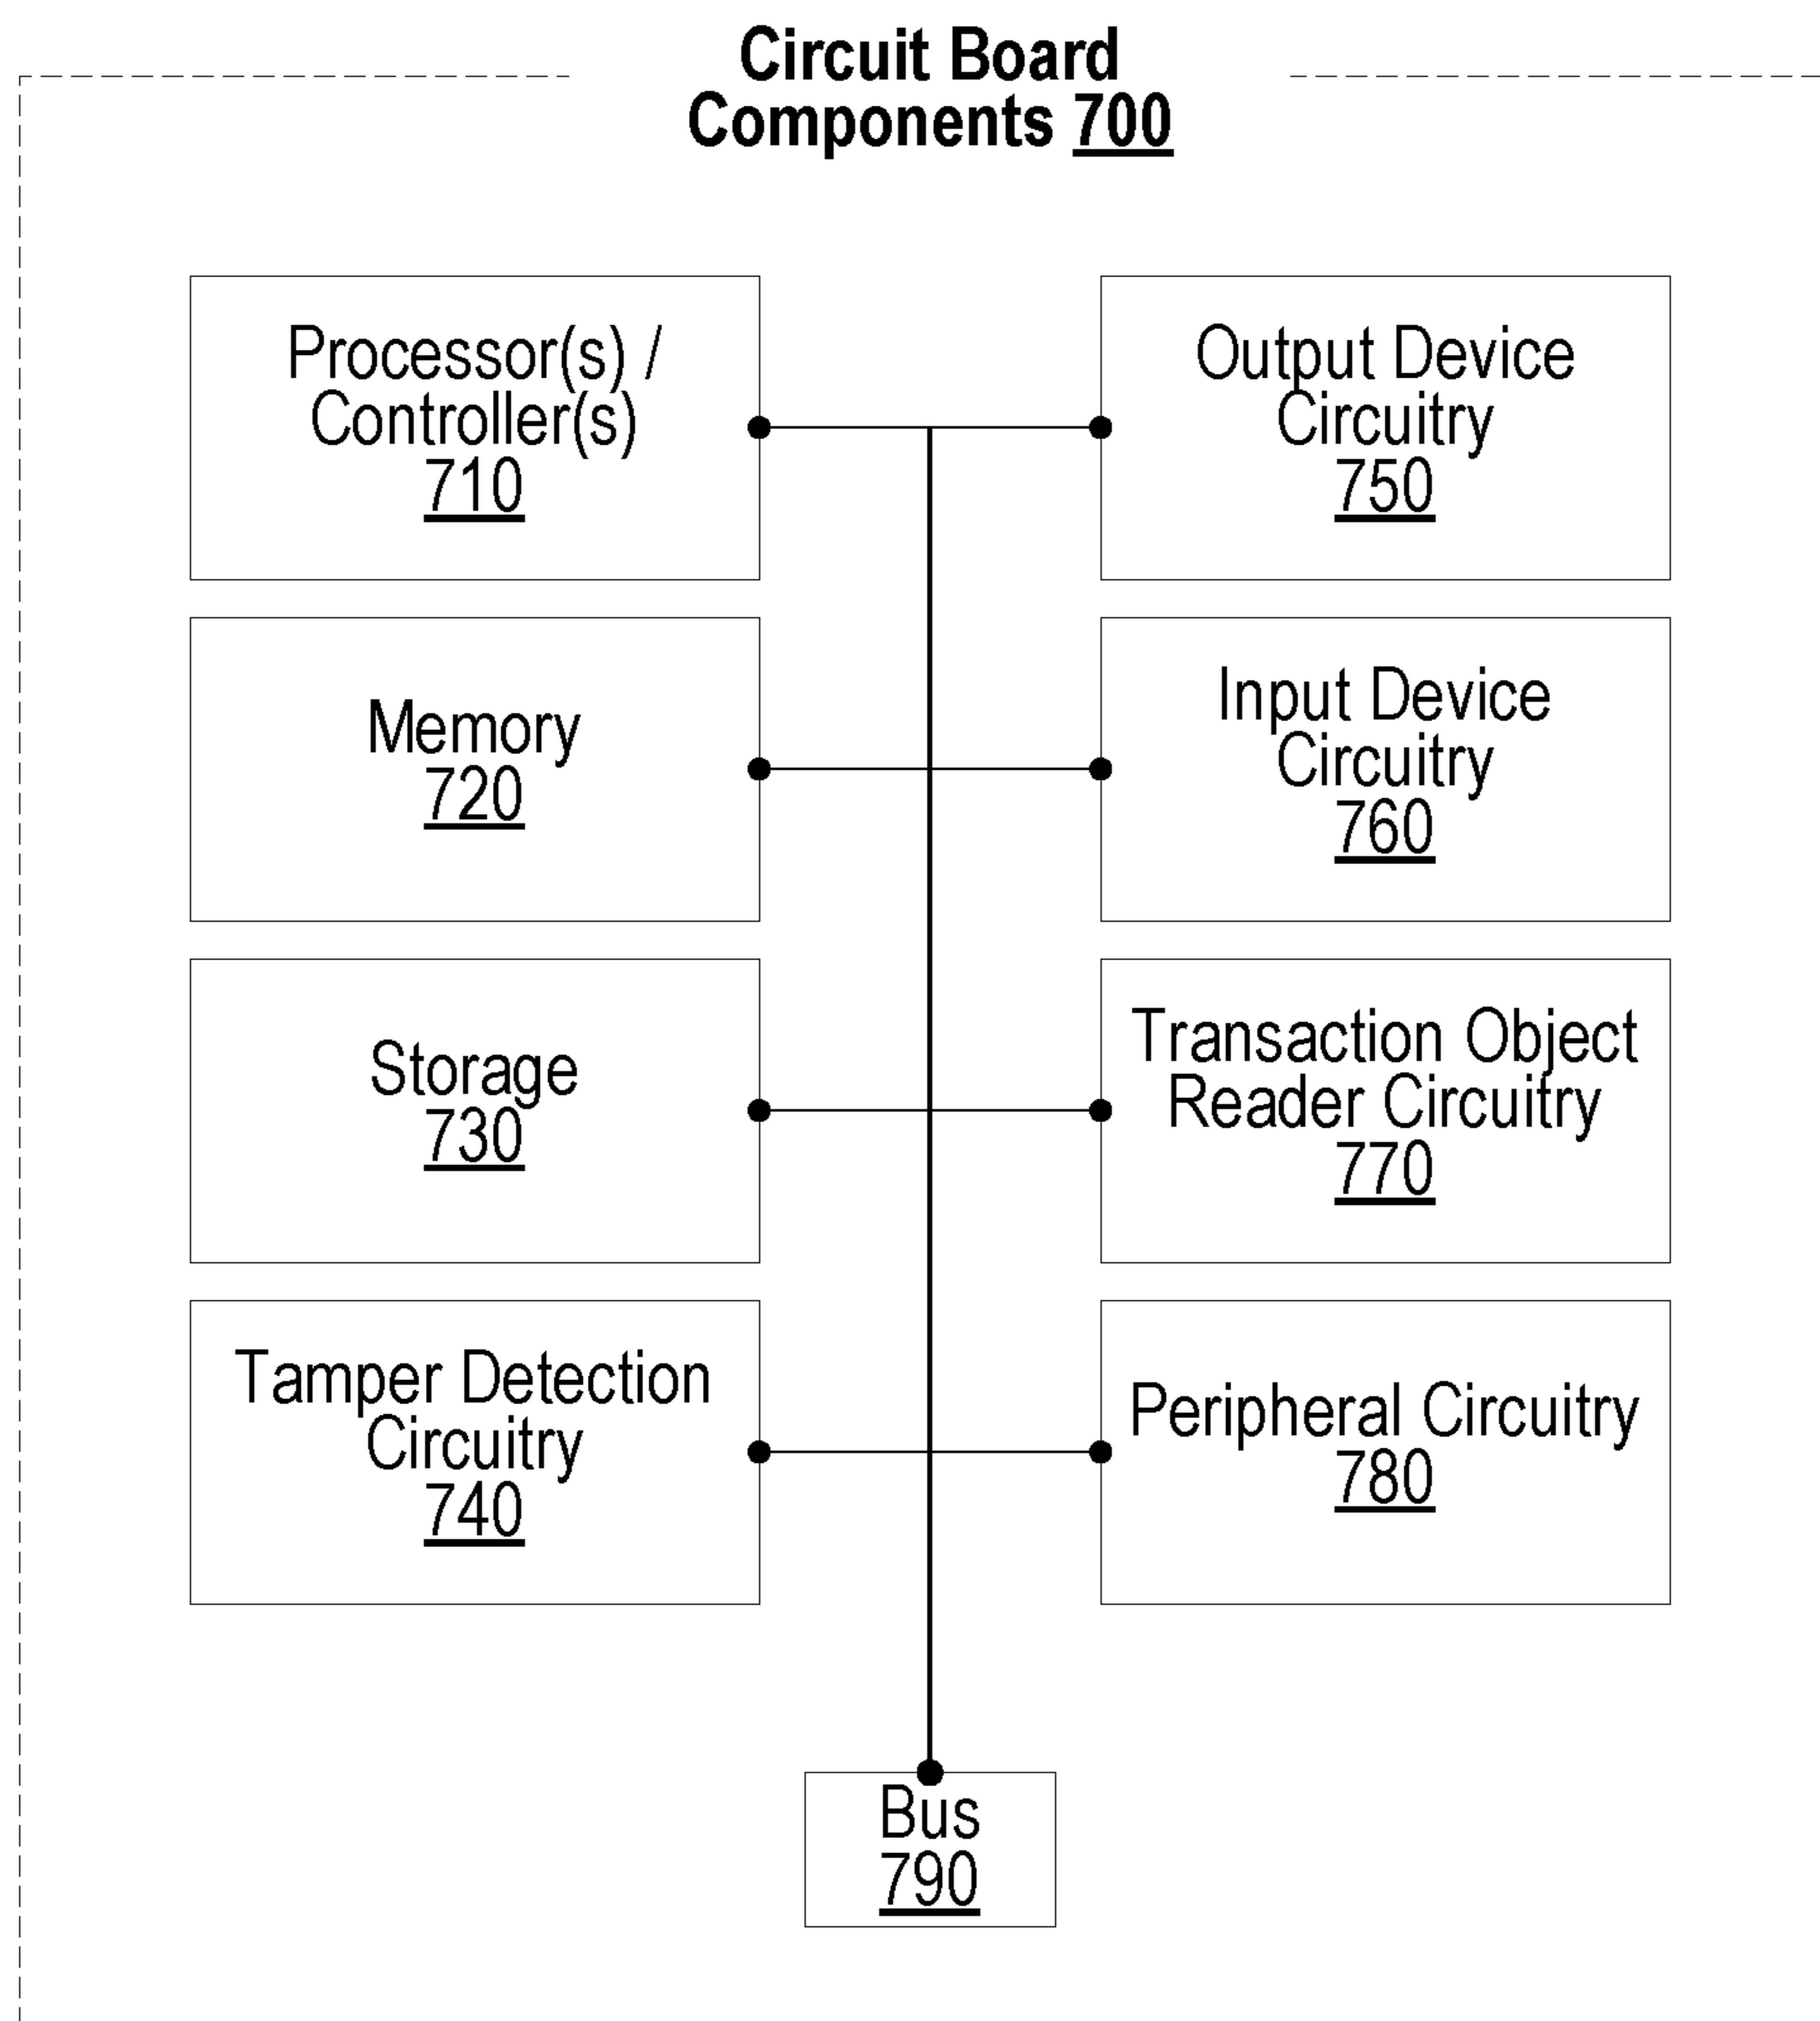 Circuit Board
Components 700
Processor(s) /
Controller(s)
710
Output Device
Circuitry
750
Memory
720
Input Device
Circuitry
760
Storage
730
Transaction Object
Reader Circuitry
770
Tamper Detection
Circuitry
740
Peripheral Circuitry
780
Bus
790